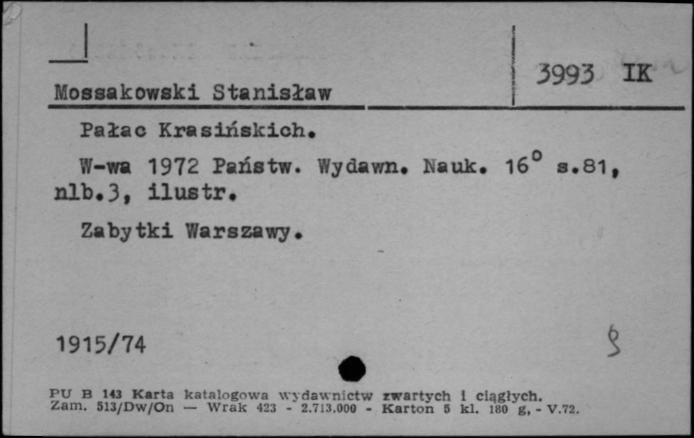 3993 IK
Mossakowski Stanisław
Pałac Krasińskich.
W-wa 1972 Państw. Wydawn. Nauk. 16° s.81,
nlb.3, ilustr.
Zabytki Warszawy.
1915/74
PU B 143 Karta katalogowa wydawnictw zwartych i ciągłych.
Zam. 513/Dw/On — Wrak 423 - 2.713.000 - Karton 5 kl. 180 g, - V.72.